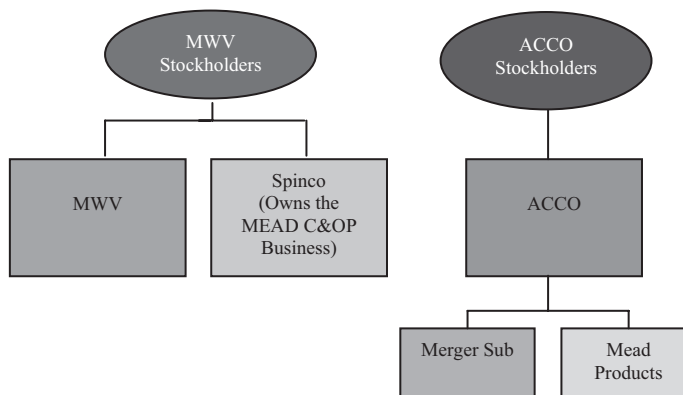 MWV
Stockholders
ACCO
Stockholders
MWV
Spinco
(Owns the
MEAD C&OP
Business)
ACCO
Merger Sub
Mead
Products